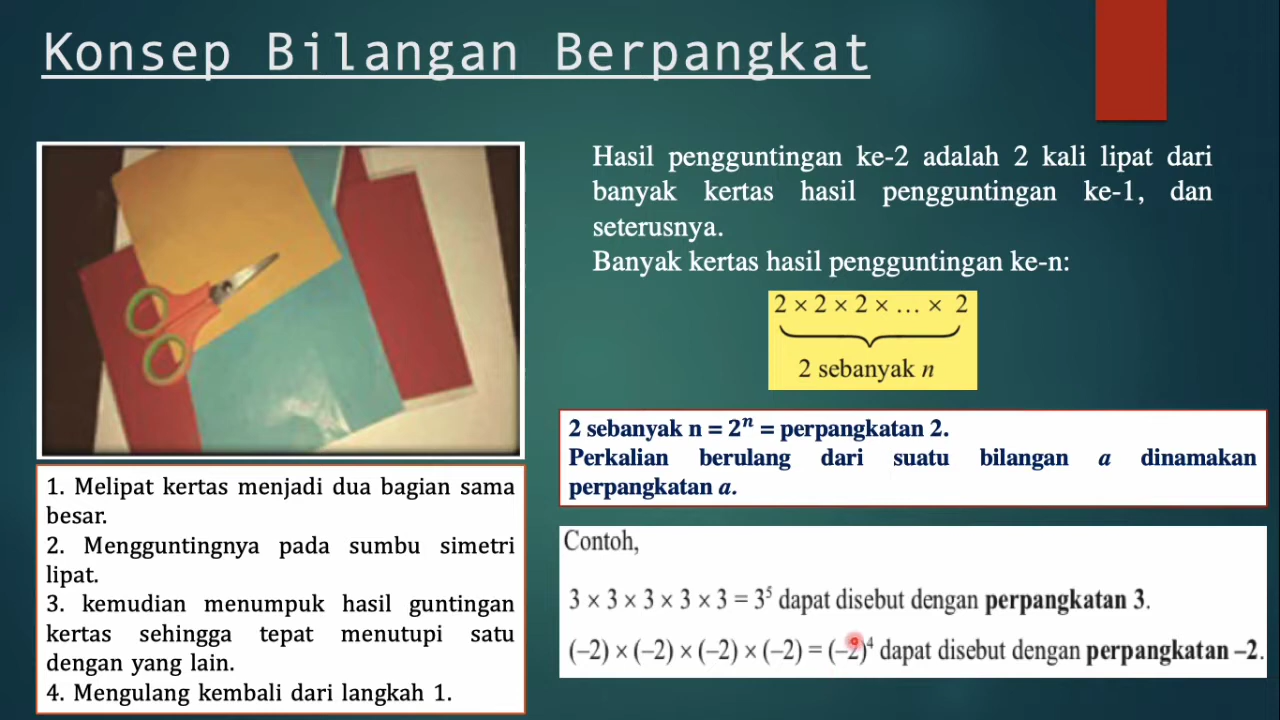 Konsep Bilangan Berpangkat
Hasil pengguntingan ke-2 adalah 2 kali lipat dari
banyak kertas hasil pengguntingan ke-1, dan
seterusnya.
Banyak kertas hasil pengguntingan ke-n:
2 × 2 × 2 × … × 2
2 sebanyak n
2 sebanyak n = 2ⁿ = perpangkatan 2.
Perkalian berulang dari suatu bilangan a dinamakan
perpangkatan a.
1. Melipat kertas menjadi dua bagian sama
besar.
2. Mengguntingnya pada sumbu simetri
lipat.
3. kemudian menumpuk hasil guntingan
kertas sehingga tepat menutupi satu
dengan yang lain.
4. Mengulang kembali dari langkah 1.
Contoh,
3 × 3 × 3 × 3 × 3 = 3⁵ dapat disebut dengan perpangkatan 3.
(–2) × (–2) × (–2) × (–2) = (–2)⁴ dapat disebut dengan perpangkatan –2.